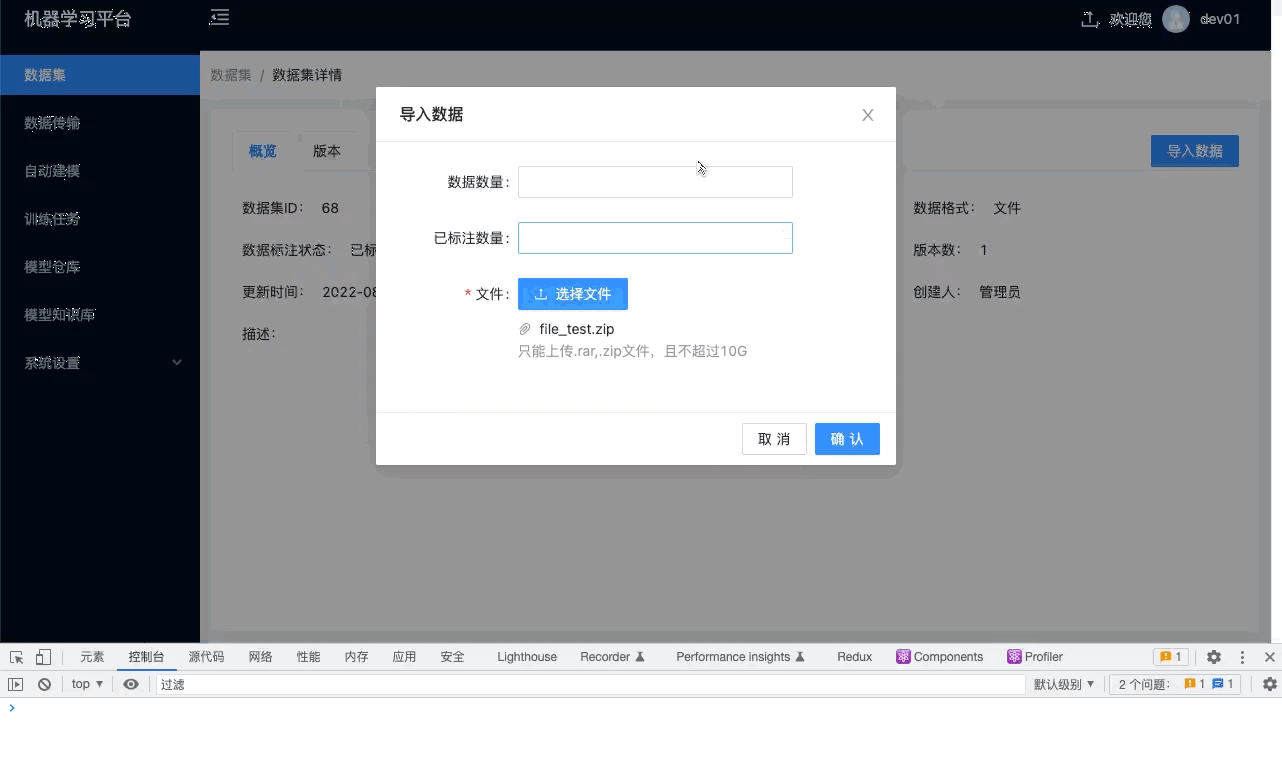 机器学习平台
欢迎您 dev01
数据集
数据传输
自动建模
训练任务
模型仓库
模型知识库
系统设置
数据集 / 数据集详情
概览 版本
导入数据
数据集ID： 68
数据标注状态： 已标
更新时间： 2022-08
描述：
数据格式： 文件
版本数： 1
创建人： 管理员
导入数据
数据数量：
已标注数量：
* 文件：
选择文件
file_test.zip
只能上传.rar,.zip文件，且不超过10G
取 消 确 认
元素 控制台 源代码 网络 性能 内存 应用 安全 Lighthouse Recorder Performance insights Redux Components Profiler 1
top 过滤 默认级别 2 个问题： 1 1